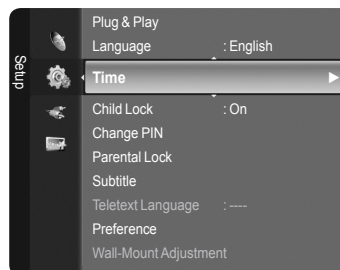 Setup
Plug & Play
Language : English
Time
Child Lock : On
Change PIN
Parental Lock
Subtitle
Teletext Language : ----
Preference
Wall-Mount Adjustment